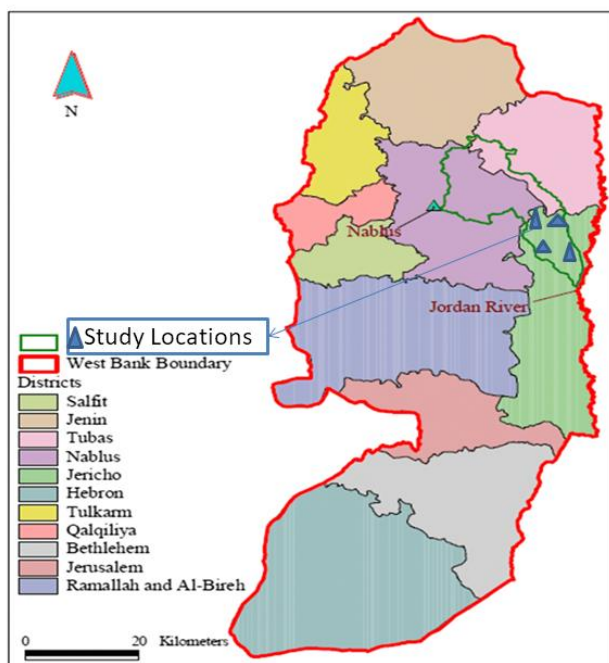 N
Nablus
Jordan River
Study Locations
West Bank Boundary
Districts
Salfit
Jenin
Tubas
Nablus
Jericho
Hebron
Tulkarm
Qalqiliya
Bethlehem
Jerusalem
Ramallah and Al-Bireh
0 20 Kilometers